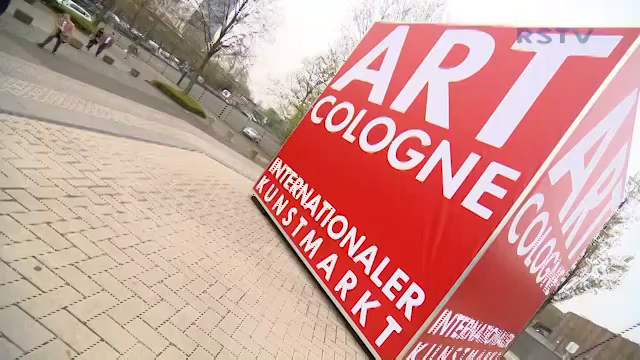 RSTV
ART
COLOGNE
INTERNATIONALER
KUNSTMARKT
ART
COLOGNE
INTERNATIONALER
KUNSTMARKT